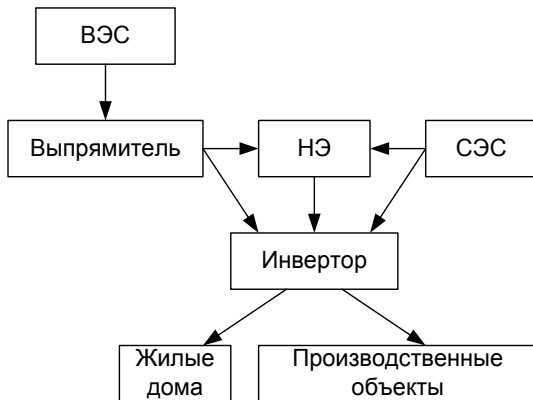 ВЭС
Выпрямитель
НЭ
СЭС
Инвертор
Жилые
дома
Производственные
объекты